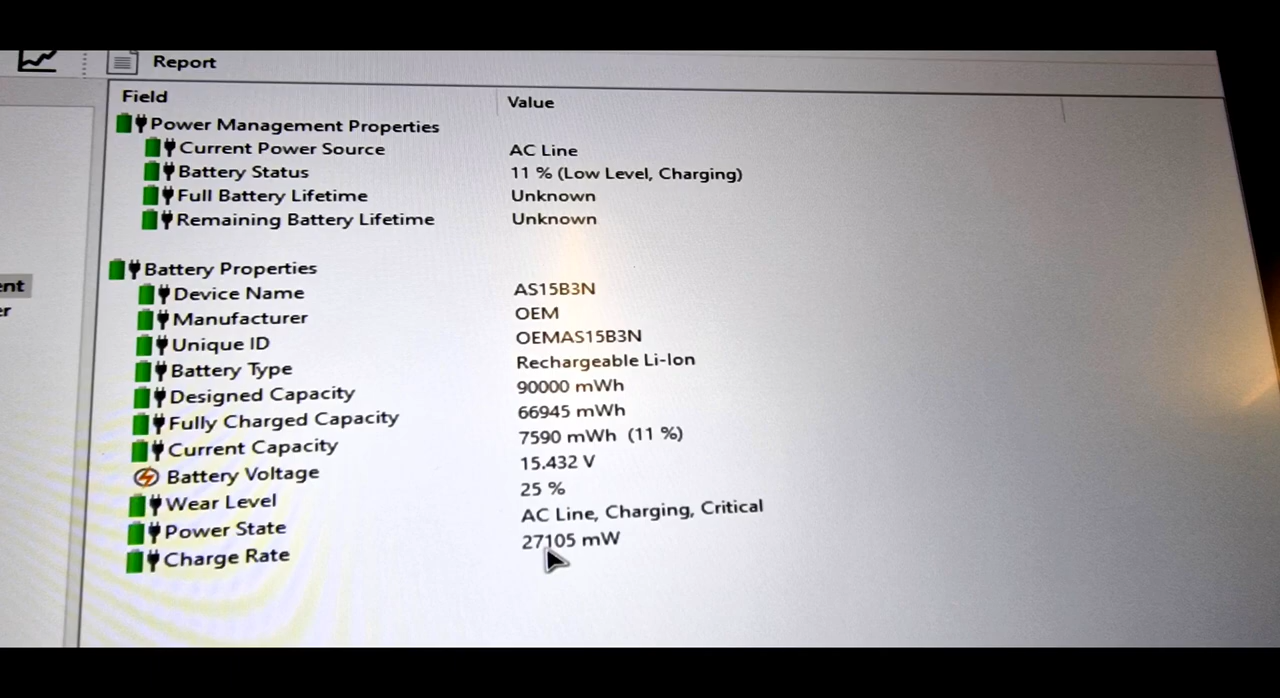 Report
Field Value
Power Management Properties
Current Power Source AC Line
Battery Status 11 % (Low Level, Charging)
Full Battery Lifetime Unknown
Remaining Battery Lifetime Unknown
Battery Properties
Device Name AS15B3N
Manufacturer OEM
Unique ID OEMAS15B3N
Battery Type Rechargeable Li-Ion
Designed Capacity 90000 mWh
Fully Charged Capacity 66945 mWh
Current Capacity 7590 mWh (11 %)
Battery Voltage 15.432 V
Wear Level 25 %
Power State AC Line, Charging, Critical
Charge Rate 27105 mW